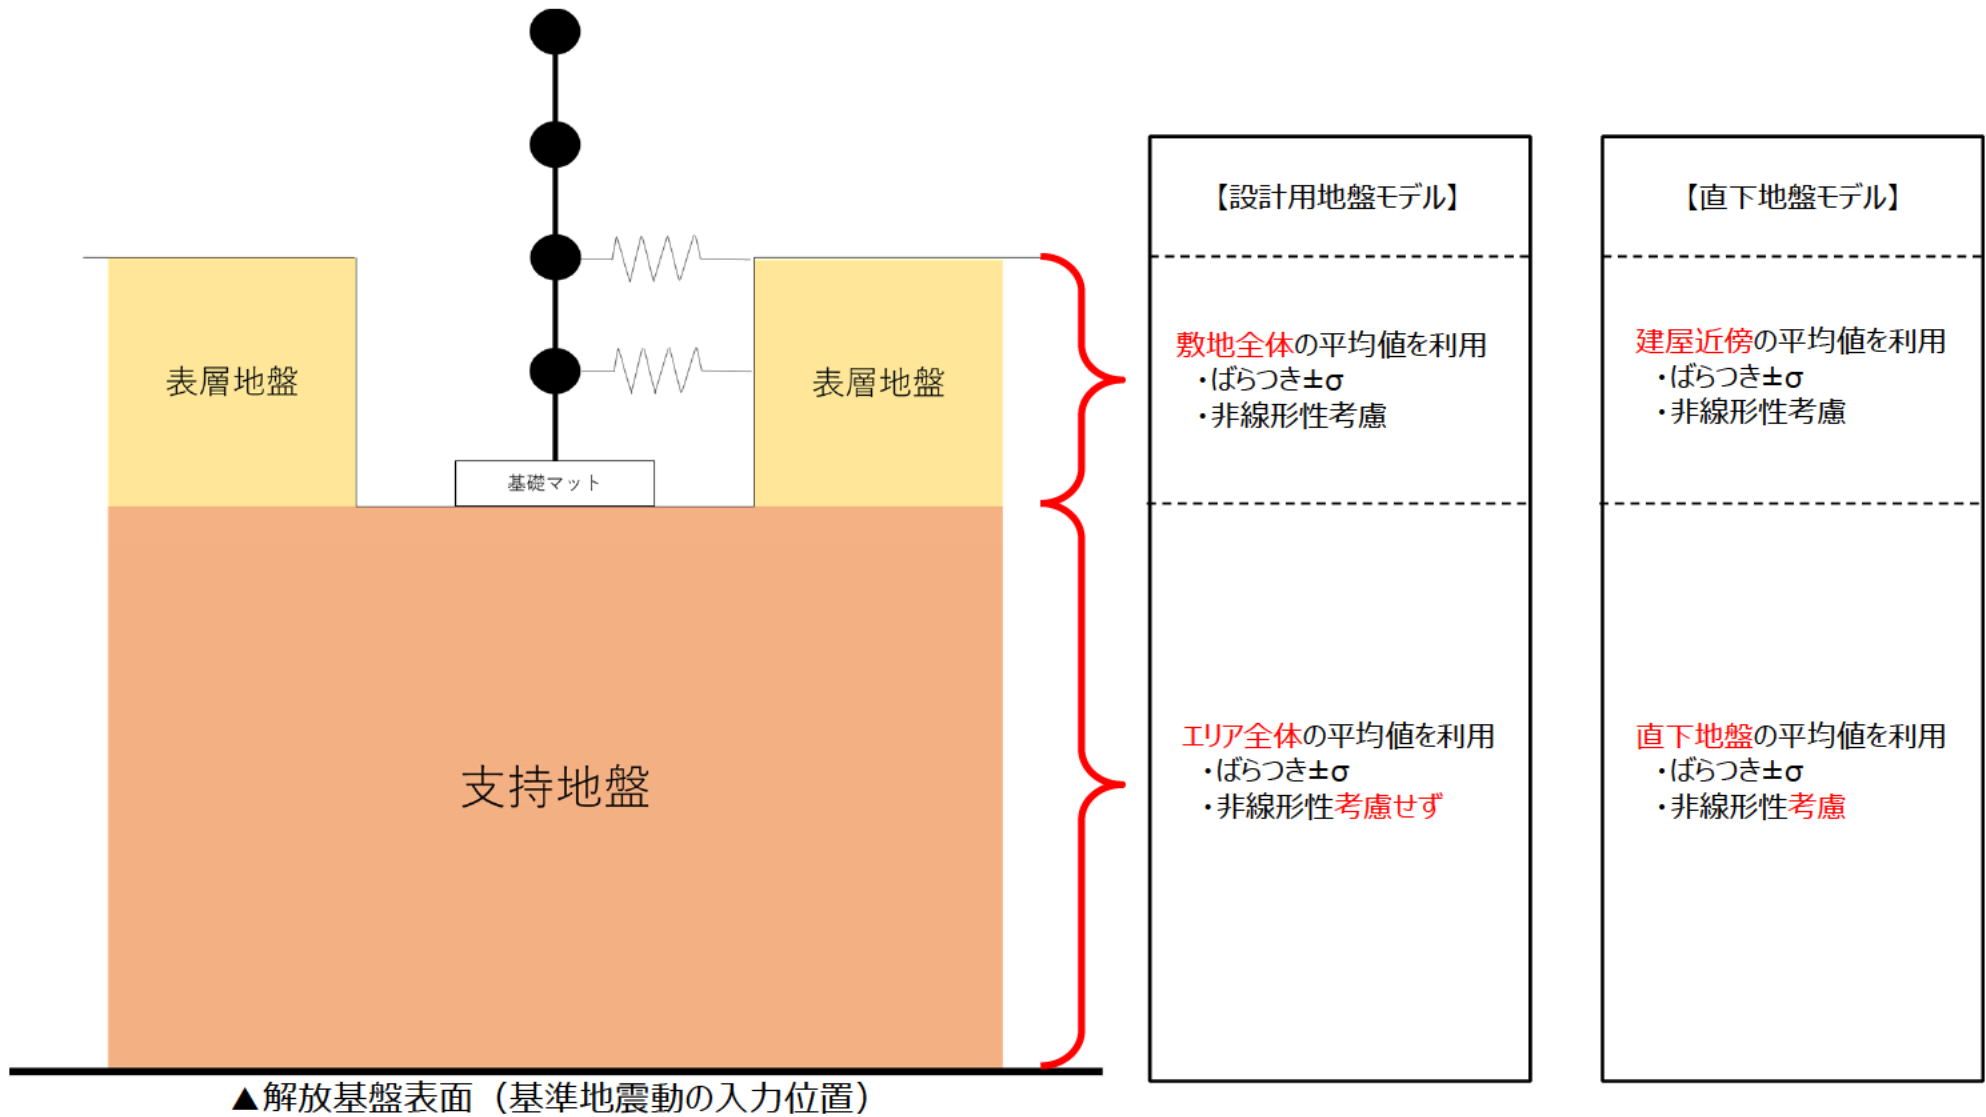 表層地盤
表層地盤
基礎マット
支持地盤
▲解放基盤表面（基準地震動の入力位置）
【設計用地盤モデル】
敷地全体の平均値を利用
・ばらつき±σ
・非線形性考慮
エリア全体の平均値を利用
・ばらつき±σ
・非線形性考慮せず
【直下地盤モデル】
建屋近傍の平均値を利用
・ばらつき±σ
・非線形性考慮
直下地盤の平均値を利用
・ばらつき±σ
・非線形性考慮